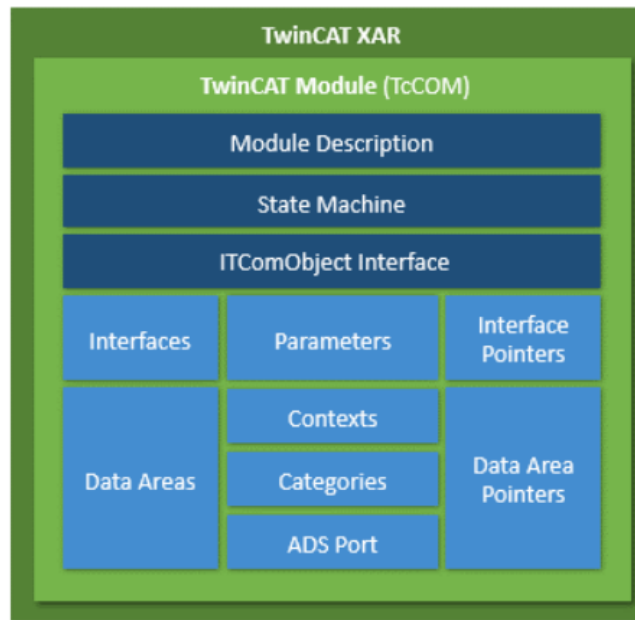 TwinCAT XAR
TwinCAT Module (TcCOM)
Module Description
State Machine
ITComObject Interface
Interfaces
Parameters
Interface
Pointers
Data Areas
Contexts
Categories
ADS Port
Data Area
Pointers